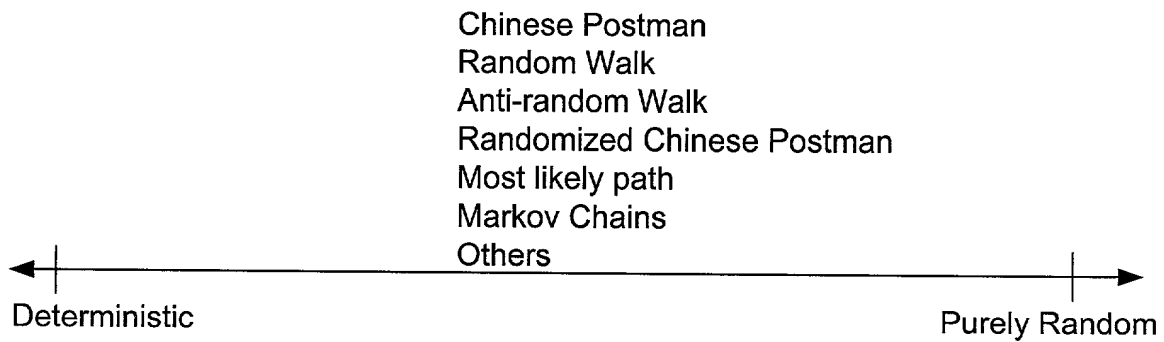 Chinese Postman
Random Walk
Anti-random Walk
Randomized Chinese Postman
Most likely path
Markov Chains
Others
Deterministic
Purely Random